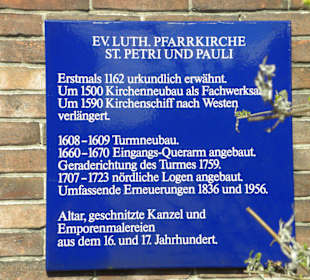 EV. LUTH. PFARRKIRCHE
ST. PETRI UND PAULI
Erstmals 1162 urkundlich erwähnt.
Um 1500 Kirchenneubau als Fachwerksaal
Um 1590 Kirchenschiff nach Westen
verlängert.
1608–1609 Turmneubau.
1660–1670 Eingangs-Querarm angebaut.
Geraderichtung des Turmes 1759.
1707–1723 nördliche Logen angebaut.
Umfassende Erneuerungen 1836 und 1956.
Altar, geschnitzte Kanzel und
Emporenmalereien
aus dem 16. und 17. Jahrhundert.